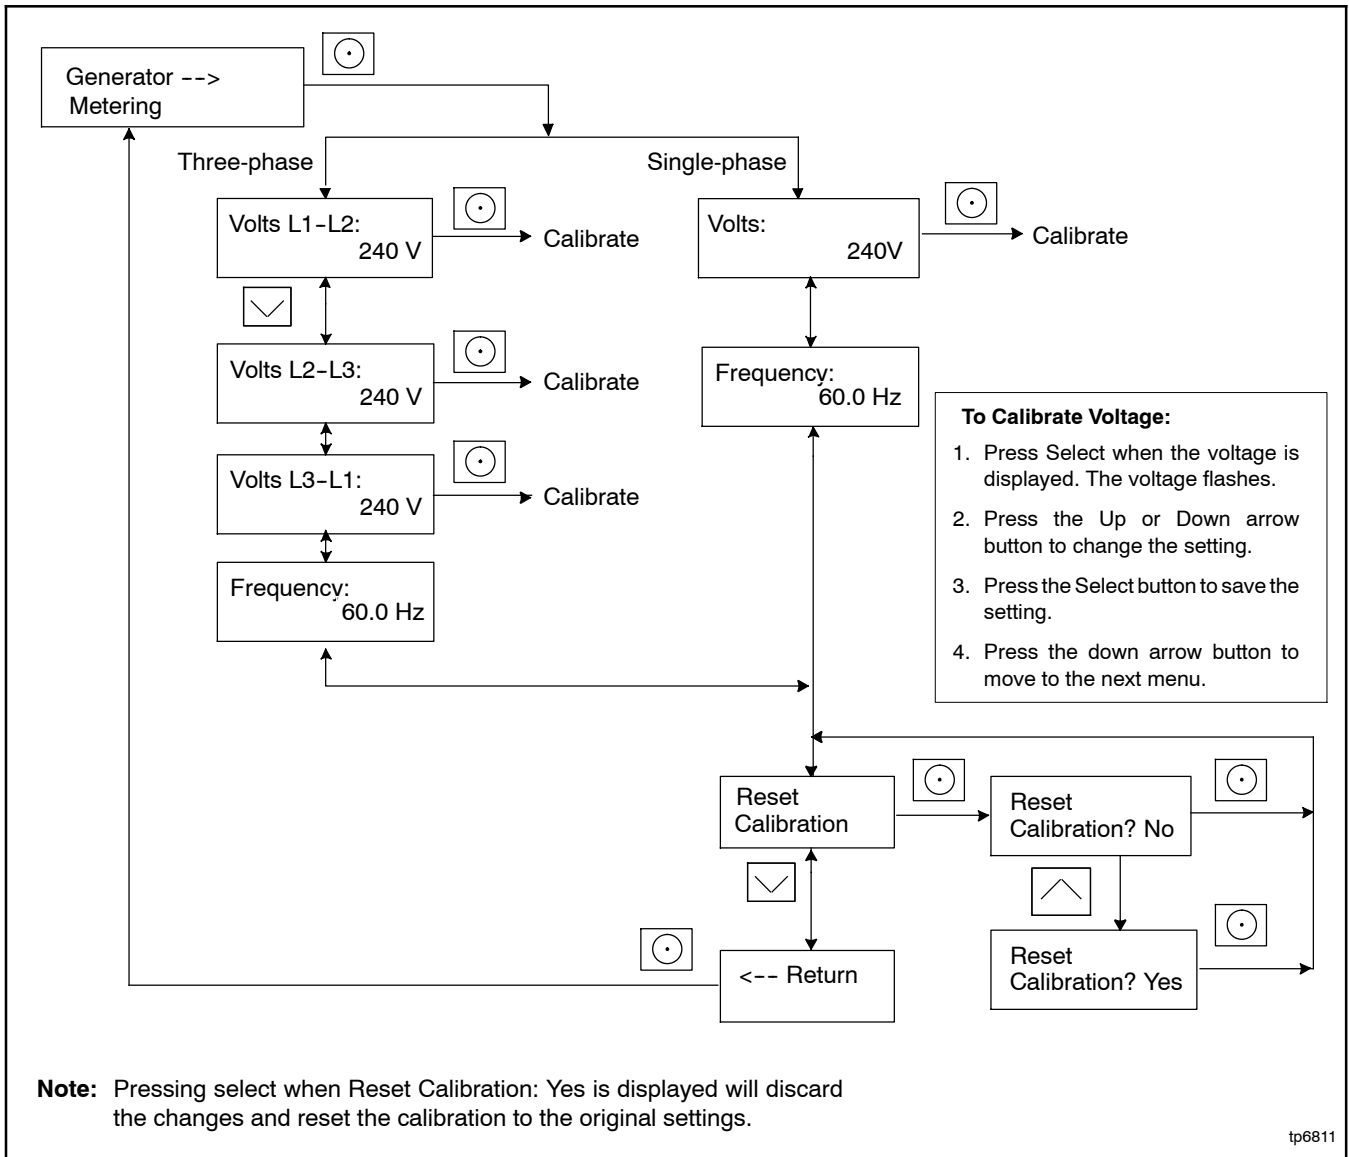 Generator -->
Metering
Three-phase
Single-phase
Volts L1-L2:
240 V
Calibrate
Volts:
240V
Calibrate
Volts L2-L3:
240 V
Calibrate
Frequency:
60.0 Hz
Volts L3-L1:
240 V
Calibrate
Frequency:
60.0 Hz
To Calibrate Voltage:
1. Press Select when the voltage is
displayed. The voltage flashes.
2. Press the Up or Down arrow
button to change the setting.
3. Press the Select button to save the
setting.
4. Press the down arrow button to
move to the next menu.
Reset
Calibration
Reset
Calibration? No
<-- Return
Reset
Calibration? Yes
Note: Pressing select when Reset Calibration: Yes is displayed will discard
the changes and reset the calibration to the original settings.
tp6811